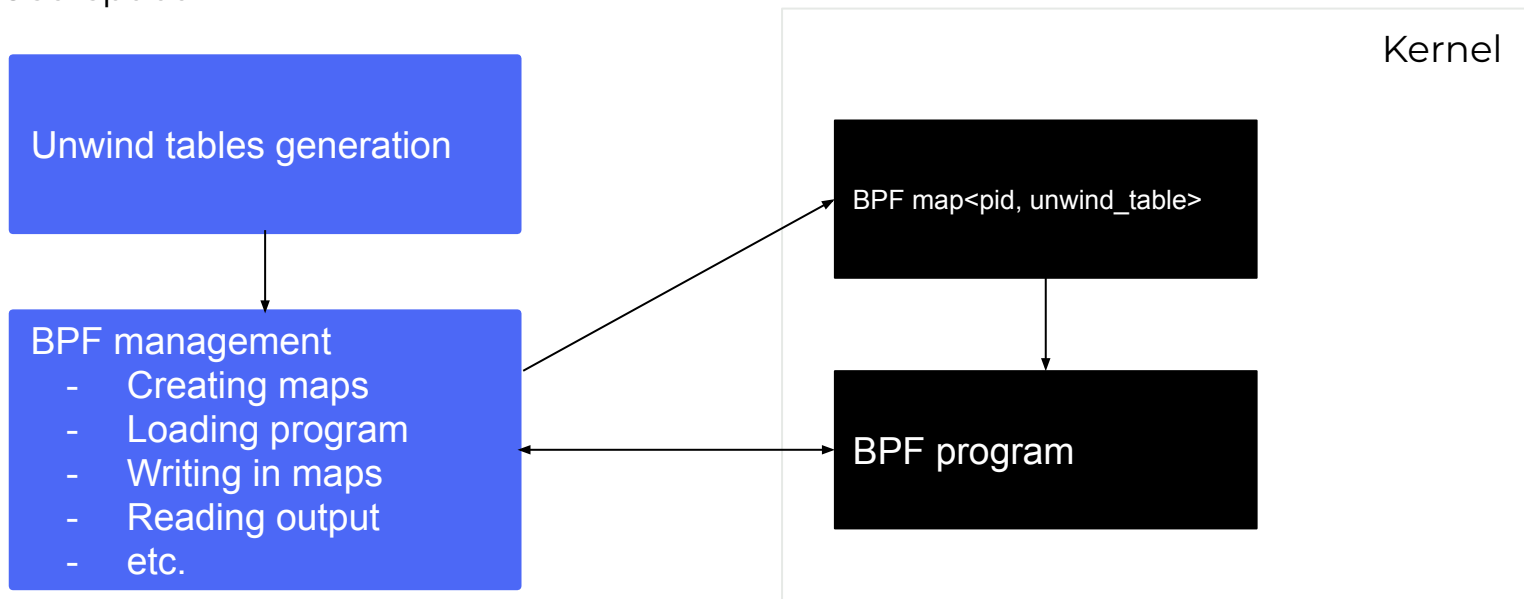 Kernel
Unwind tables generation
BPF map<pid, unwind_table>
BPF management
- Creating maps
- Loading program
- Writing in maps
- Reading output
- etc.
BPF program